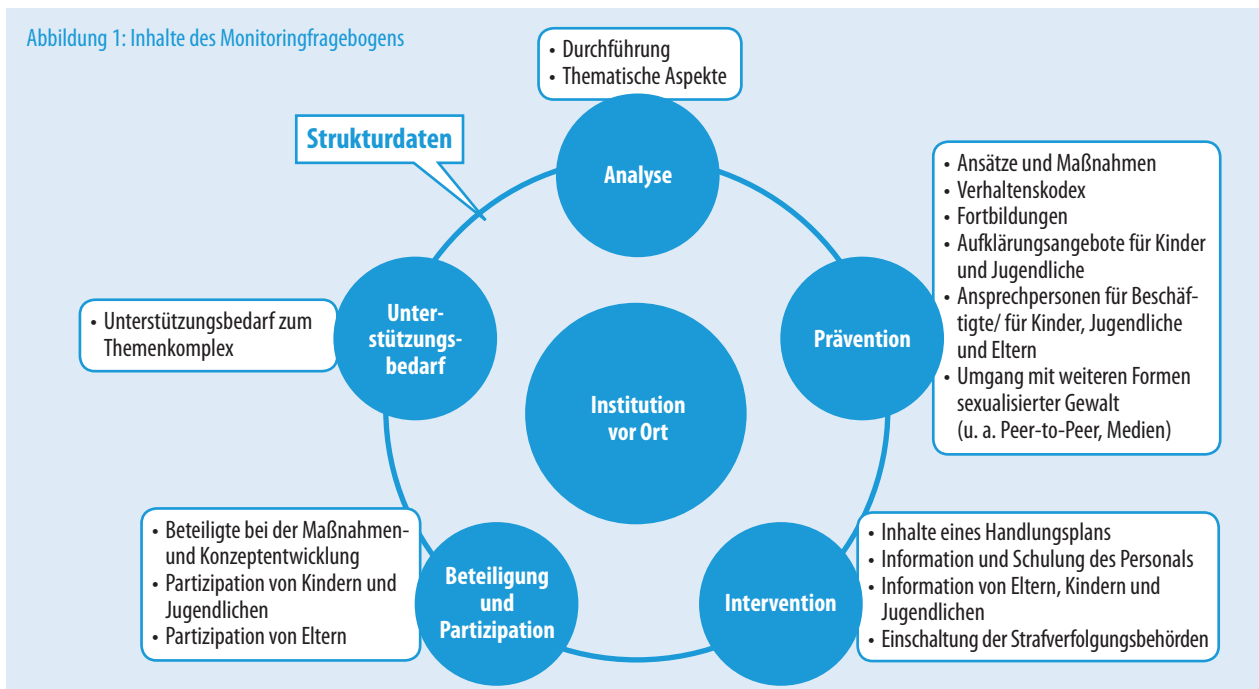 Abbildung 1: Inhalte des Monitoringfragebogens
• Durchführung
• Thematische Aspekte
Strukturdaten
Analyse
• Ansätze und Maßnahmen
• Verhaltenskodex
• Fortbildungen
• Aufklärungsangebote für Kinder
und Jugendliche
• Ansprechpersonen für Beschäf-
tigte/ für Kinder, Jugendliche
und Eltern
• Umgang mit weiteren Formen
sexualisierter Gewalt
(u. a. Peer-to-Peer, Medien)
Prävention
• Unterstützungsbedarf zum
Themenkomplex
Unter-
stützungs-
bedarf
Institution
vor Ort
• Beteiligte bei der Maßnahmen-
und Konzeptentwicklung
• Partizipation von Kindern und
Jugendlichen
• Partizipation von Eltern
Beteiligung
und
Partizipation
Intervention
• Inhalte eines Handlungsplans
• Information und Schulung des Personals
• Information von Eltern, Kindern und
Jugendlichen
• Einschaltung der Strafverfolgungsbehörden